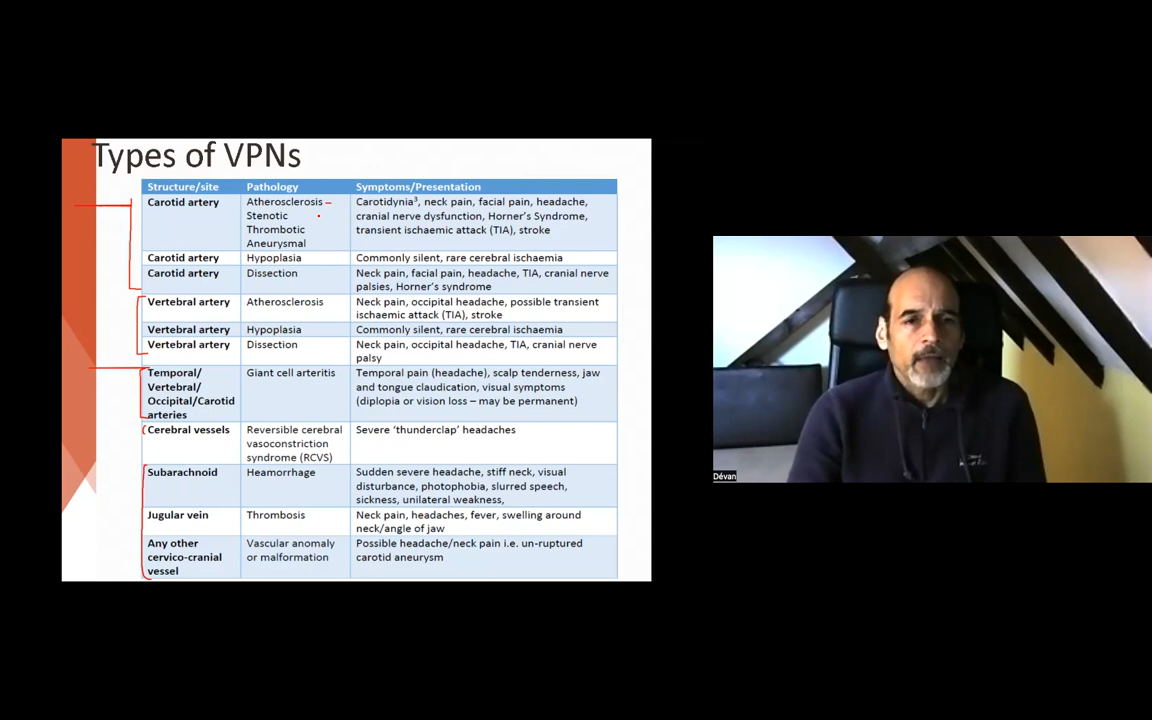 Types of VPNs
Structure/site Pathology Symptoms/Presentation
Carotid artery Atherosclerosis Carotidynia³, neck pain, facial pain, headache,
Stenotic cranial nerve dysfunction, Horner's Syndrome,
Thrombotic transient ischaemic attack (TIA), stroke
Aneurysmal
Carotid artery Hypoplasia Commonly silent, rare cerebral ischaemia
Carotid artery Dissection Neck pain, facial pain, headache, TIA, cranial nerve
palsies, Horner's syndrome
Vertebral artery Atherosclerosis Neck pain, occipital headache, possible transient
ischaemic attack (TIA), stroke
Vertebral artery Hypoplasia Commonly silent, rare cerebral ischaemia
Vertebral artery Dissection Neck pain, occipital headache, TIA, cranial nerve
palsy
Temporal/ Giant cell arteritis Temporal pain (headache), scalp tenderness, jaw
Vertebral/ and tongue claudication, visual symptoms
Occipital/Carotid (diplopia or vision loss – may be permanent)
arteries
Cerebral vessels Reversible cerebral Severe 'thunderclap' headaches
vasoconstriction
syndrome (RCVS)
Subarachnoid Heamorrhage Sudden severe headache, stiff neck, visual
disturbance, photophobia, slurred speech,
sickness, unilateral weakness,
Jugular vein Thrombosis Neck pain, headaches, fever, swelling around
neck/angle of jaw
Any other Vascular anomaly Possible headache/neck pain i.e. un-ruptured
cervico-cranial or malformation carotid aneurysm
vessel
Dévan